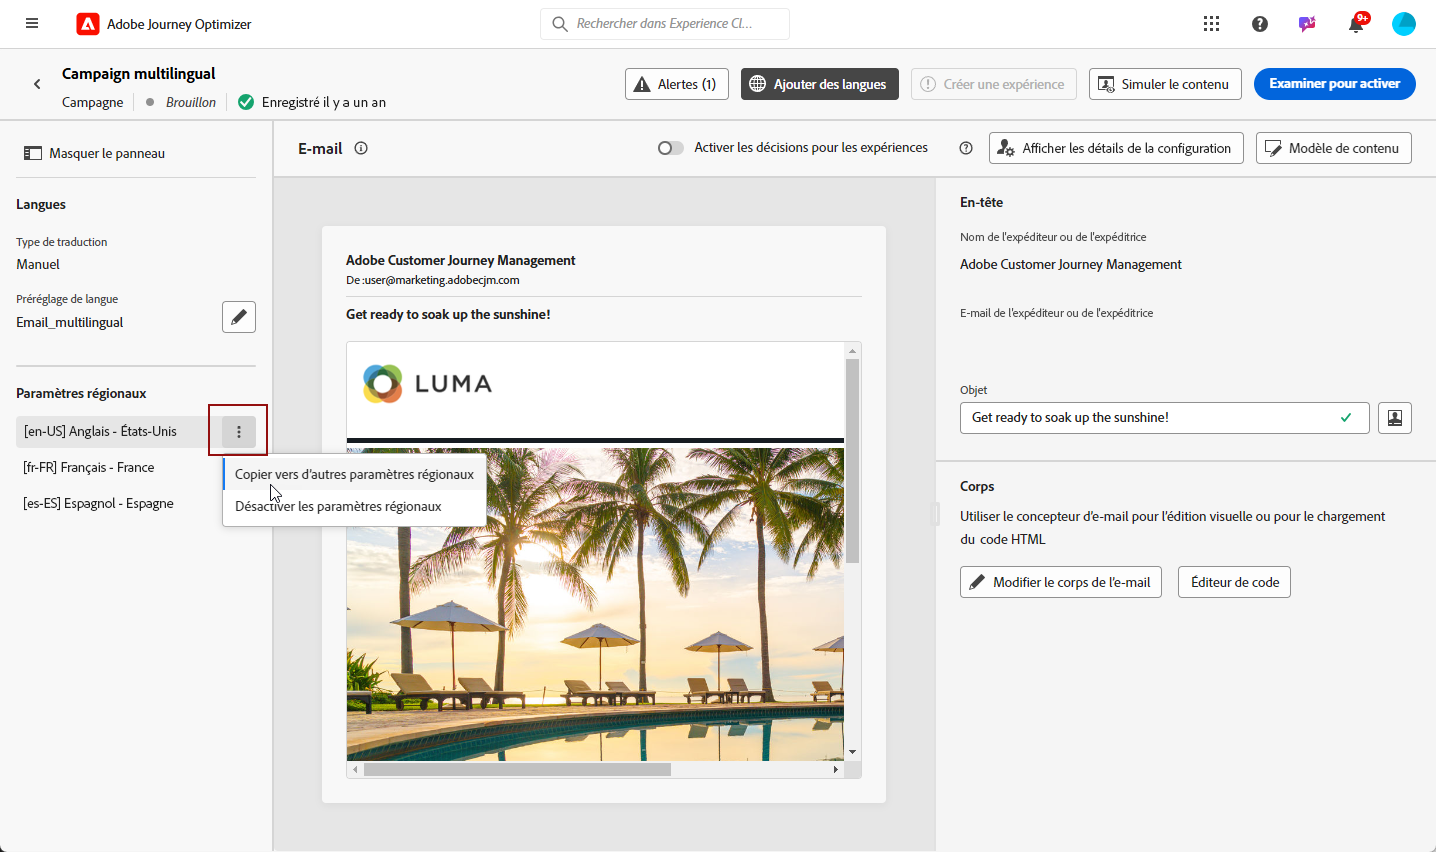 Adobe Journey Optimizer
Rechercher dans Experience Cl...
9+
Campaign multilingual
Campagne
Brouillon
Enregistré il y a un an
Alertes (1)
Ajouter des langues
Créer une expérience
Simuler le contenu
Examiner pour activer
Masquer le panneau
E-mail
Activer les décisions pour les expériences
Afficher les détails de la configuration
Modèle de contenu
Langues
Type de traduction
Manuel
Préréglage de langue
Email_multilingual
Paramètres régionaux
[en-US] Anglais - États-Unis
[fr-FR] Français - France
[es-ES] Espagnol - Espagne
Copier vers d'autres paramètres régionaux
Désactiver les paramètres régionaux
Adobe Customer Journey Management
De :user@marketing.adobecjm.com
Get ready to soak up the sunshine!
LUMA
En-tête
Nom de l'expéditeur ou de l'expéditrice
Adobe Customer Journey Management
E-mail de l'expéditeur ou de l'expéditrice
Objet
Get ready to soak up the sunshine!
Corps
Utiliser le concepteur d'e-mail pour l'édition visuelle ou pour le chargement
du code HTML
Modifier le corps de l'e-mail
Éditeur de code